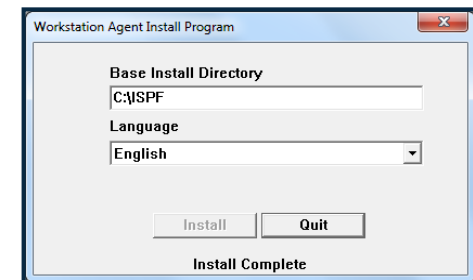 Workstation Agent Install Program
Base Install Directory
C:\ISPF
Language
English
Install Quit
Install Complete